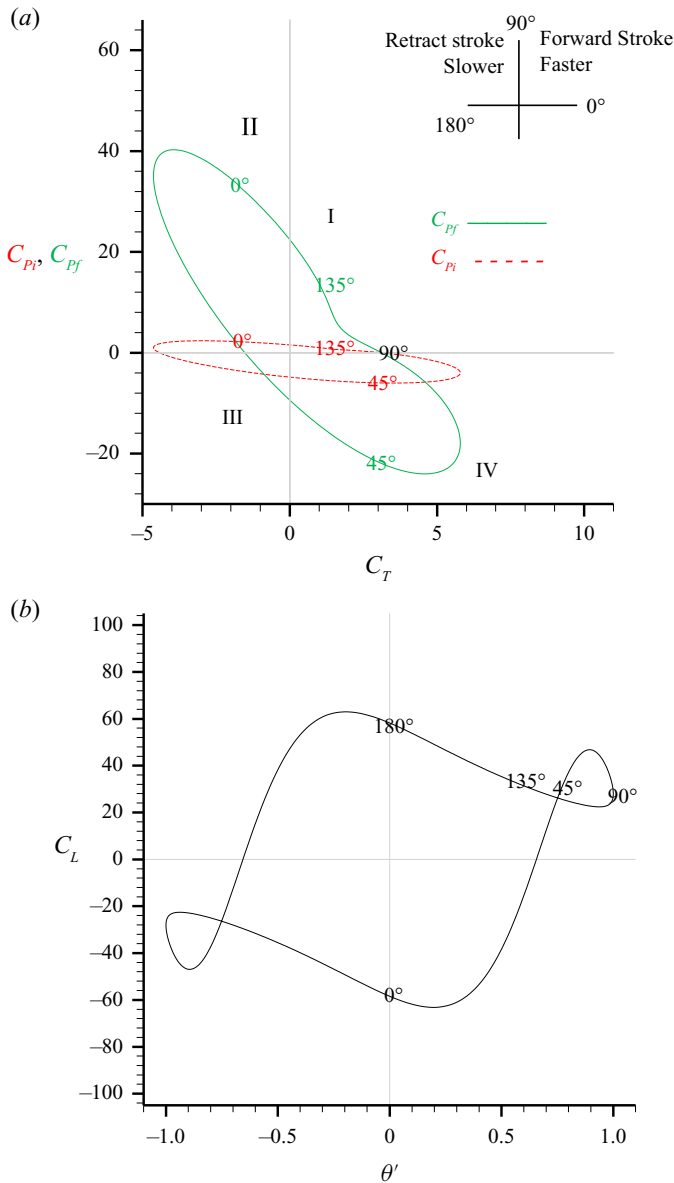 (a)
60
40
20
0
−20
C_Pi, C_Pf
−5
0
5
10
C_T
II
I
III
IV
0°
135°
90°
0°
135°
45°
45°
90°
Retract stroke
Slower
Forward Stroke
Faster
0°
180°
C_Pf
C_Pi
(b)
100
80
60
40
20
0
−20
−40
−60
−80
−100
C_L
180°
135°
45°
90°
0°
−1.0
−0.5
0
0.5
1.0
θ′